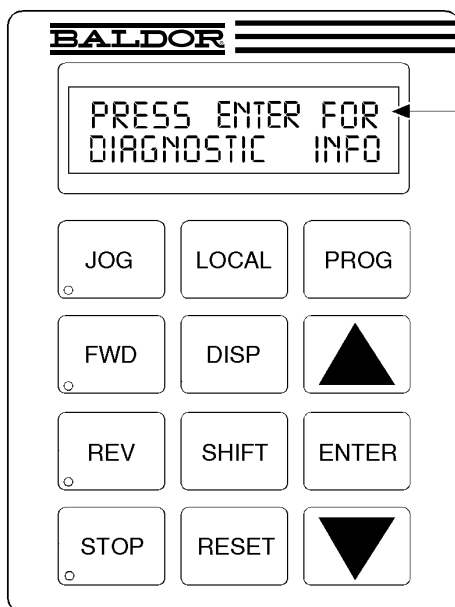 BALDOR
PRESS ENTER FOR
DIAGNOSTIC INFO
JOG LOCAL PROG
FWD DISP
REV SHIFT ENTER
STOP RESET